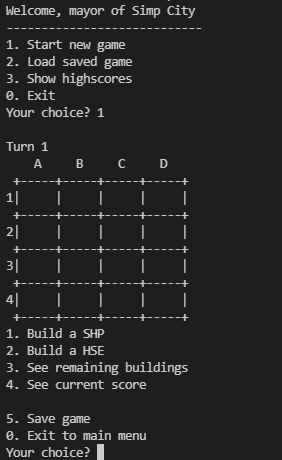 Welcome, mayor of Simp City
----------------------------
1. Start new game
2. Load saved game
3. Show highscores
0. Exit
Your choice? 1
Turn 1
A B C D
+-----+-----+-----+-----+
1| | | | |
+-----+-----+-----+-----+
2| | | | |
+-----+-----+-----+-----+
3| | | | |
+-----+-----+-----+-----+
4| | | | |
+-----+-----+-----+-----+
1. Build a SHP
2. Build a HSE
3. See remaining buildings
4. See current score
5. Save game
0. Exit to main menu
Your choice?